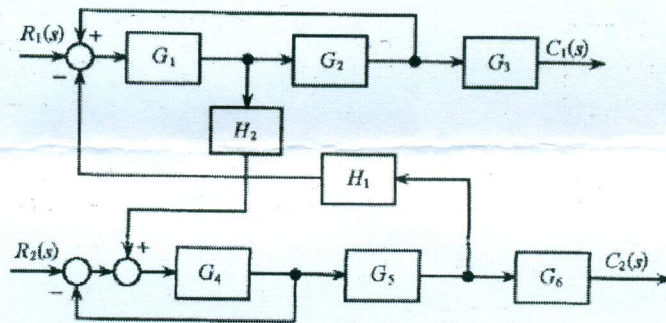 R₁(s) + G₁ G₂ G₃ C₁(s)
−
H₂
H₁
R₂(s) + G₄ G₅ G₆ C₂(s)
−